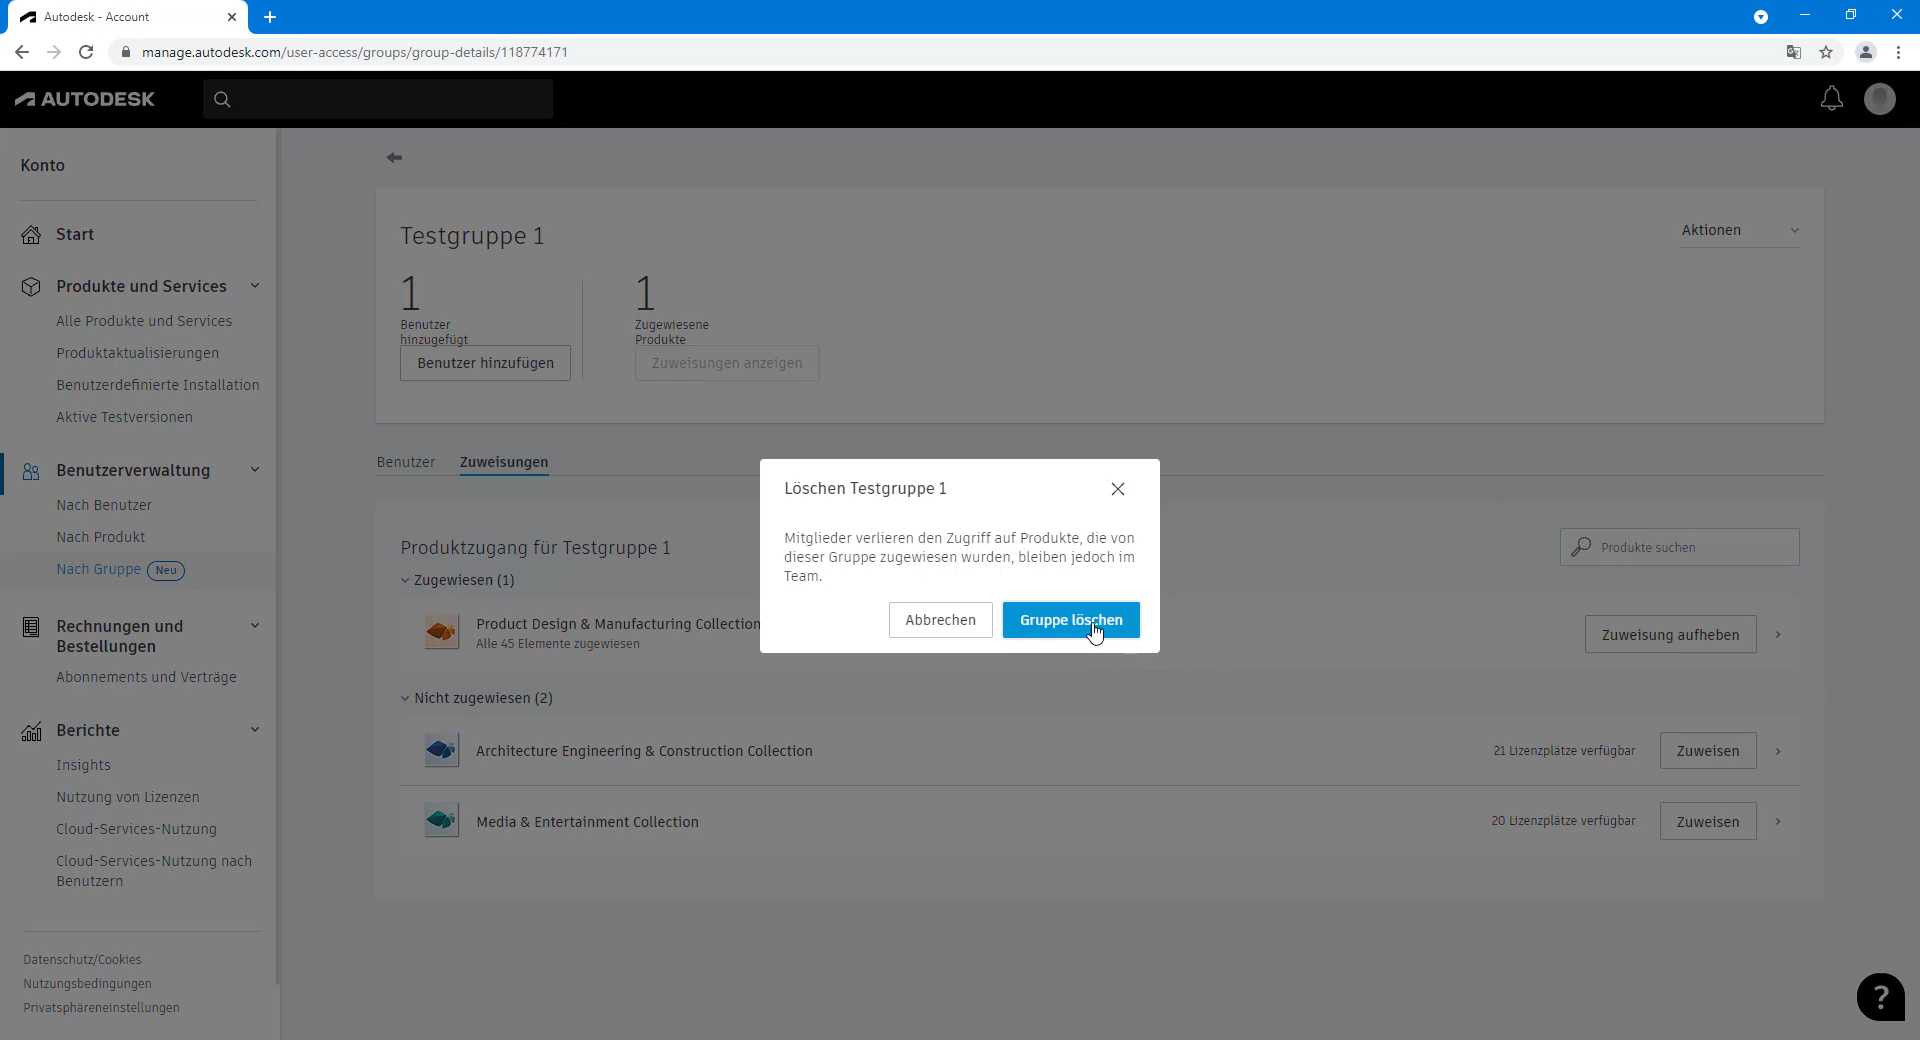 Autodesk - Account
manage.autodesk.com/user-access/groups/group-details/118774171
AUTODESK
Konto
Start
Produkte und Services
Alle Produkte und Services
Produktaktualisierungen
Benutzerdefinierte Installation
Aktive Testversionen
Benutzerverwaltung
Nach Benutzer
Nach Produkt
Nach Gruppe Neu
Rechnungen und
Bestellungen
Abonnements und Verträge
Berichte
Insights
Nutzung von Lizenzen
Cloud-Services-Nutzung
Cloud-Services-Nutzung nach
Benutzern
Datenschutz/Cookies
Nutzungsbedingungen
Privatsphäreneinstellungen
Testgruppe 1
Aktionen
1
Benutzer
hinzugefügt
Benutzer hinzufügen
1
Zugewiesene
Produkte
Zuweisungen anzeigen
Benutzer Zuweisungen
Produktzugang für Testgruppe 1
Produkte suchen
Zugewiesen (1)
Product Design & Manufacturing Collection
Alle 45 Elemente zugewiesen
Zuweisung aufheben
Nicht zugewiesen (2)
Architecture Engineering & Construction Collection
21 Lizenzplätze verfügbar
Zuweisen
Media & Entertainment Collection
20 Lizenzplätze verfügbar
Zuweisen
Löschen Testgruppe 1
Mitglieder verlieren den Zugriff auf Produkte, die von
dieser Gruppe zugewiesen wurden, bleiben jedoch im
Team.
Abbrechen
Gruppe löschen
?